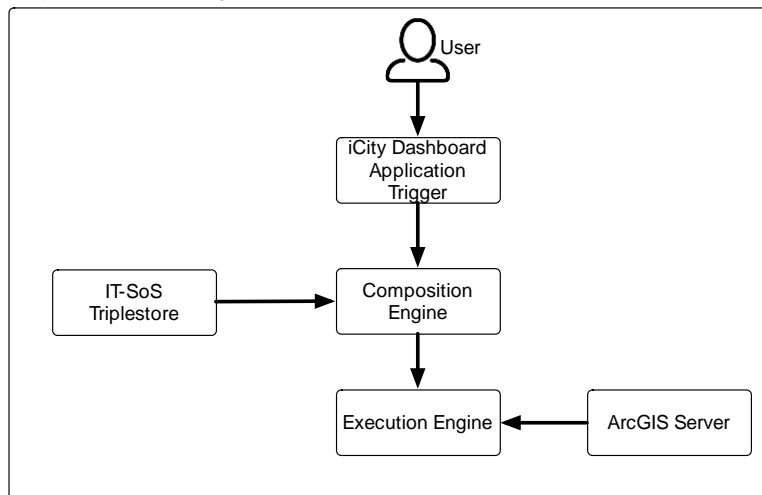 User
iCity Dashboard
Application
Trigger
IT-SoS
Triplestore
Composition
Engine
Execution Engine
ArcGIS Server